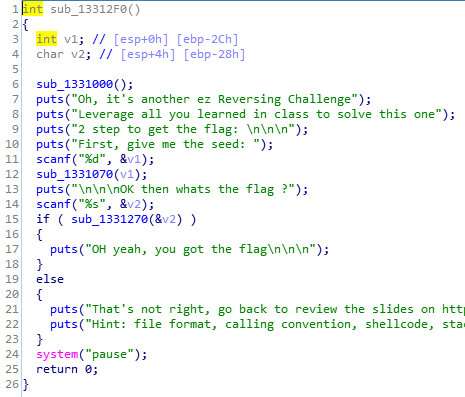 1 int sub_13312F0()
2 {
3 int v1; // [esp+0h] [ebp-2Ch]
4 char v2; // [esp+4h] [ebp-28h]
5
6 sub_1331000();
7 puts("Oh, it's another ez Reversing Challenge");
8 puts("Leverage all you learned in class to solve this one");
9 puts("2 step to get the flag: \n\n\n");
10 puts("First, give me the seed: ");
11 scanf("%d", &v1);
12 sub_1331070(v1);
13 puts("\n\n\nOK then whats the flag ?");
14 scanf("%s", &v2);
15 if ( sub_1331270(&v2) )
16 {
17 puts("OH yeah, you got the flag\n\n\n");
18 }
19 else
20 {
21 puts("That's not right, go back to review the slides on htt
22 puts("Hint: file format, calling convention, shellcode, sta
23 }
24 system("pause");
25 return 0;
26 }